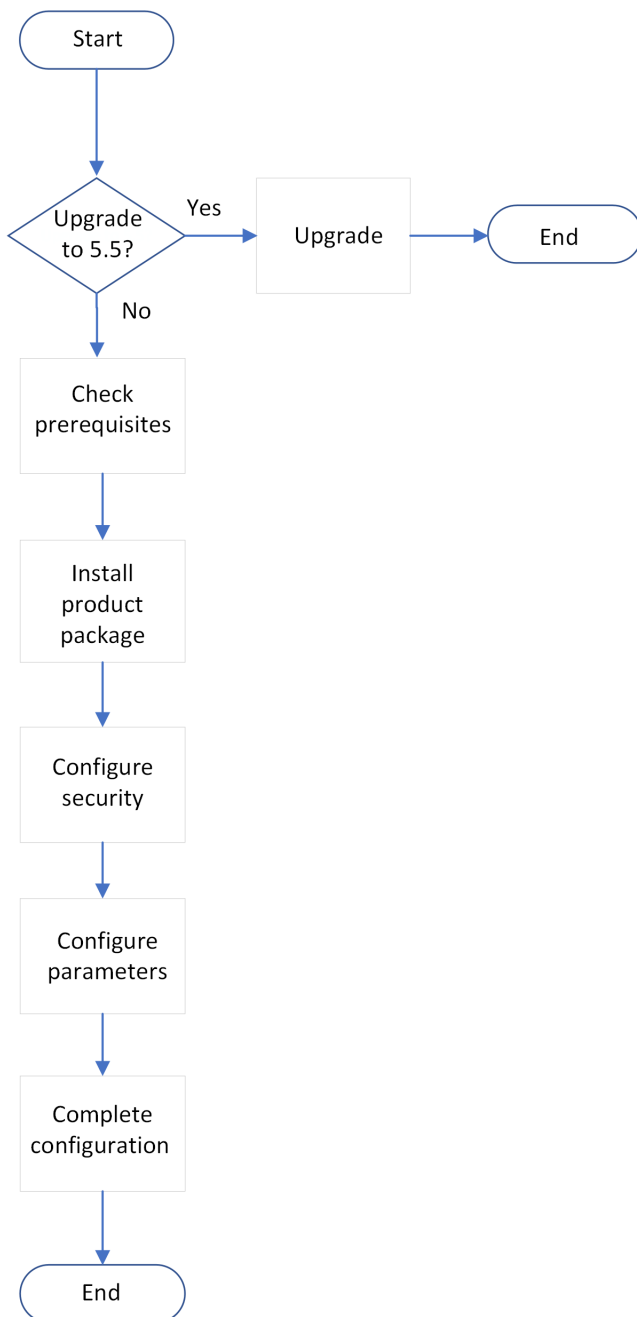 Start
Upgrade
to 5.5?
Yes
Upgrade
End
No
Check
prerequisites
Install
product
package
Configure
security
Configure
parameters
Complete
configuration
End